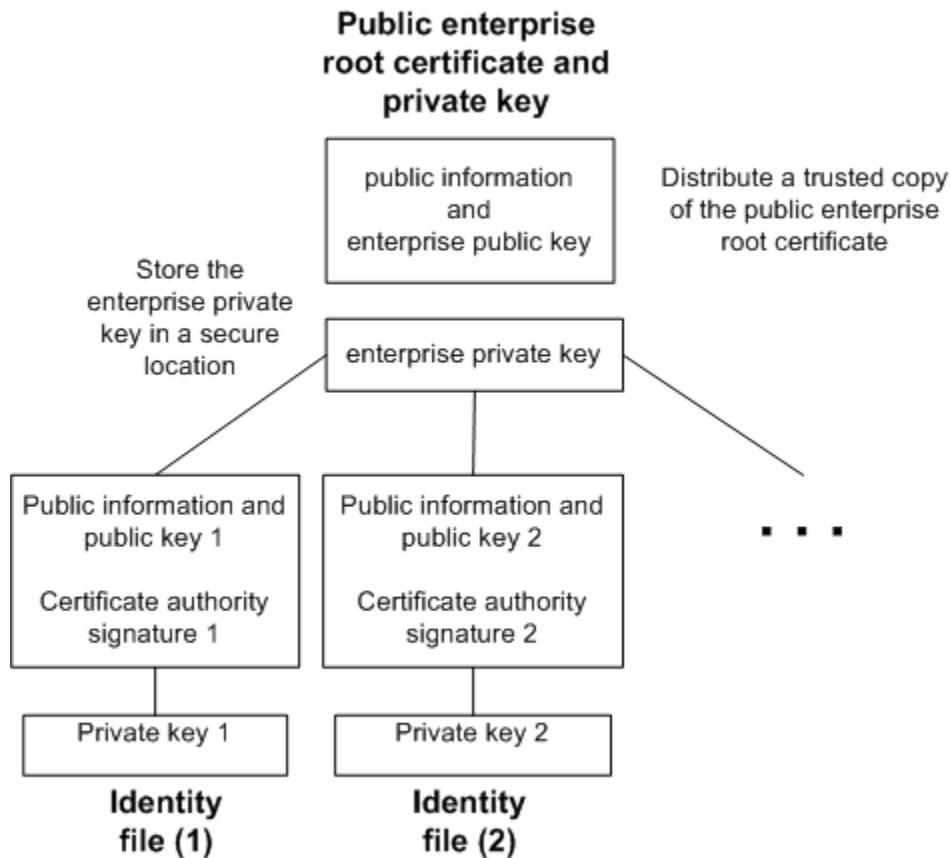 Public enterprise
root certificate and
private key
public information
and
enterprise public key
Distribute a trusted copy
of the public enterprise
root certificate
Store the
enterprise private
key in a secure
location
enterprise private key
Public information and
public key 1
Certificate authority
signature 1
Public information and
public key 2
Certificate authority
signature 2
. . .
Private key 1
Private key 2
Identity
file (1)
Identity
file (2)